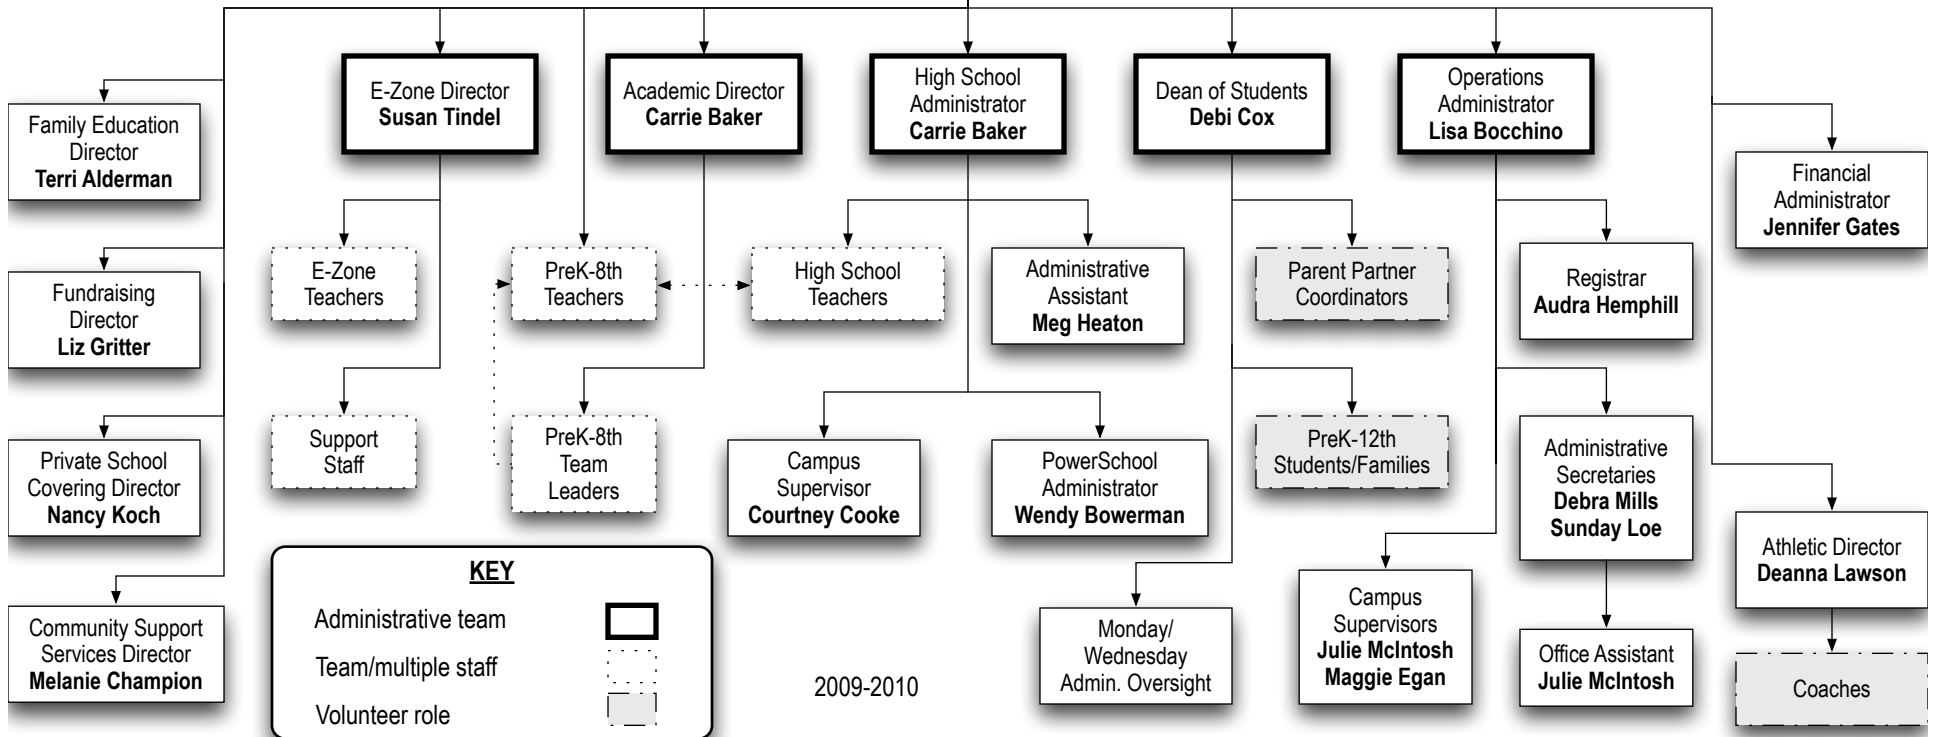 E-Zone Director
Susan Tindel
Academic Director
Carrie Baker
High School
Administrator
Carrie Baker
Dean of Students
Debi Cox
Operations
Administrator
Lisa Bocchino
Family Education
Director
Terri Alderman
Financial
Administrator
Jennifer Gates
E-Zone
Teachers
PreK-8th
Teachers
High School
Teachers
Administrative
Assistant
Meg Heaton
Parent Partner
Coordinators
Registrar
Audra Hemphill
Fundraising
Director
Liz Gritter
Support
Staff
PreK-8th
Team
Leaders
Campus
Supervisor
Courtney Cooke
PowerSchool
Administrator
Wendy Bowerman
PreK-12th
Students/Families
Administrative
Secretaries
Debra Mills
Sunday Loe
Private School
Covering Director
Nancy Koch
Athletic Director
Deanna Lawson
Community Support
Services Director
Melanie Champion
KEY
Administrative team
Team/multiple staff
Volunteer role
2009-2010
Monday/
Wednesday
Admin. Oversight
Campus
Supervisors
Julie McIntosh
Maggie Egan
Office Assistant
Julie McIntosh
Coaches